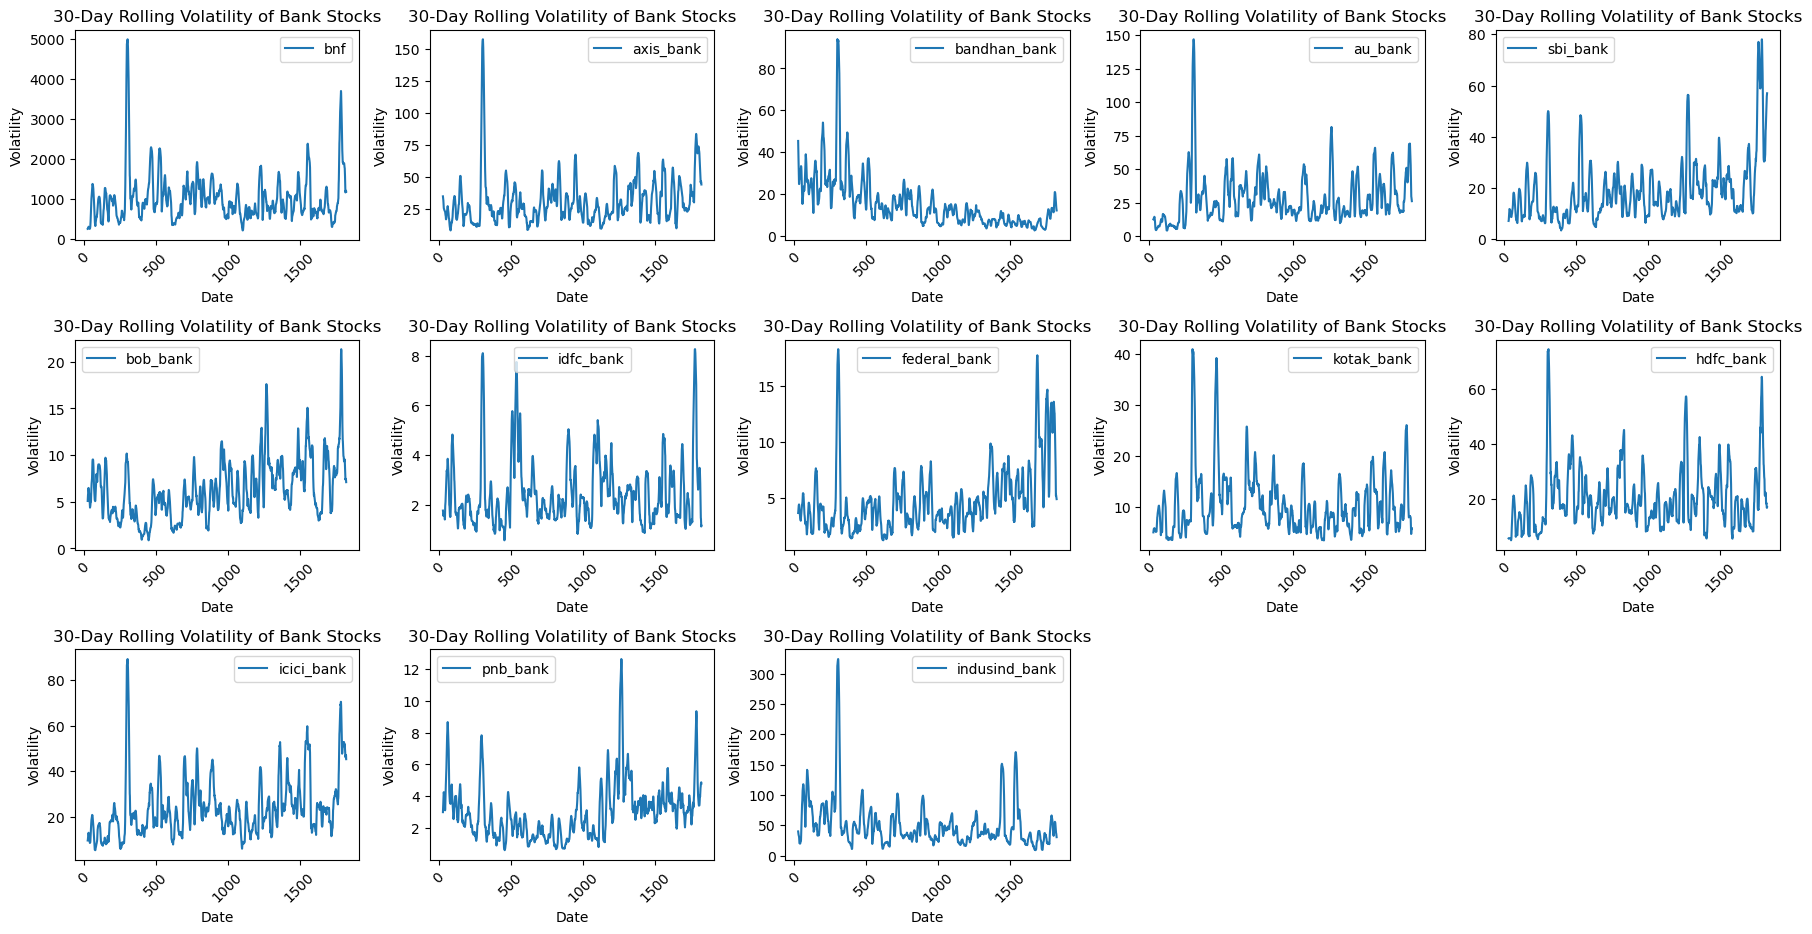 30-Day Rolling Volatility of Bank Stocks
Volatility
5000
4000
3000
2000
1000
0
bnf
0
500
1000
1500
Date
30-Day Rolling Volatility of Bank Stocks
Volatility
150
125
100
75
50
25
axis_bank
0
500
1000
1500
Date
30-Day Rolling Volatility of Bank Stocks
Volatility
80
60
40
20
0
bandhan_bank
0
500
1000
1500
Date
30-Day Rolling Volatility of Bank Stocks
Volatility
150
125
100
75
50
25
0
au_bank
0
500
1000
1500
Date
30-Day Rolling Volatility of Bank Stocks
Volatility
80
60
40
20
0
sbi_bank
0
500
1000
1500
Date
30-Day Rolling Volatility of Bank Stocks
Volatility
20
15
10
5
0
bob_bank
0
500
1000
1500
Date
30-Day Rolling Volatility of Bank Stocks
Volatility
8
6
4
2
idfc_bank
0
500
1000
1500
Date
30-Day Rolling Volatility of Bank Stocks
Volatility
15
10
5
federal_bank
0
500
1000
1500
Date
30-Day Rolling Volatility of Bank Stocks
Volatility
40
30
20
10
kotak_bank
0
500
1000
1500
Date
30-Day Rolling Volatility of Bank Stocks
Volatility
60
40
20
hdfc_bank
0
500
1000
1500
Date
30-Day Rolling Volatility of Bank Stocks
Volatility
80
60
40
20
icici_bank
0
500
1000
1500
Date
30-Day Rolling Volatility of Bank Stocks
Volatility
12
10
8
6
4
2
pnb_bank
0
500
1000
1500
Date
30-Day Rolling Volatility of Bank Stocks
Volatility
300
250
200
150
100
50
0
indusind_bank
0
500
1000
1500
Date